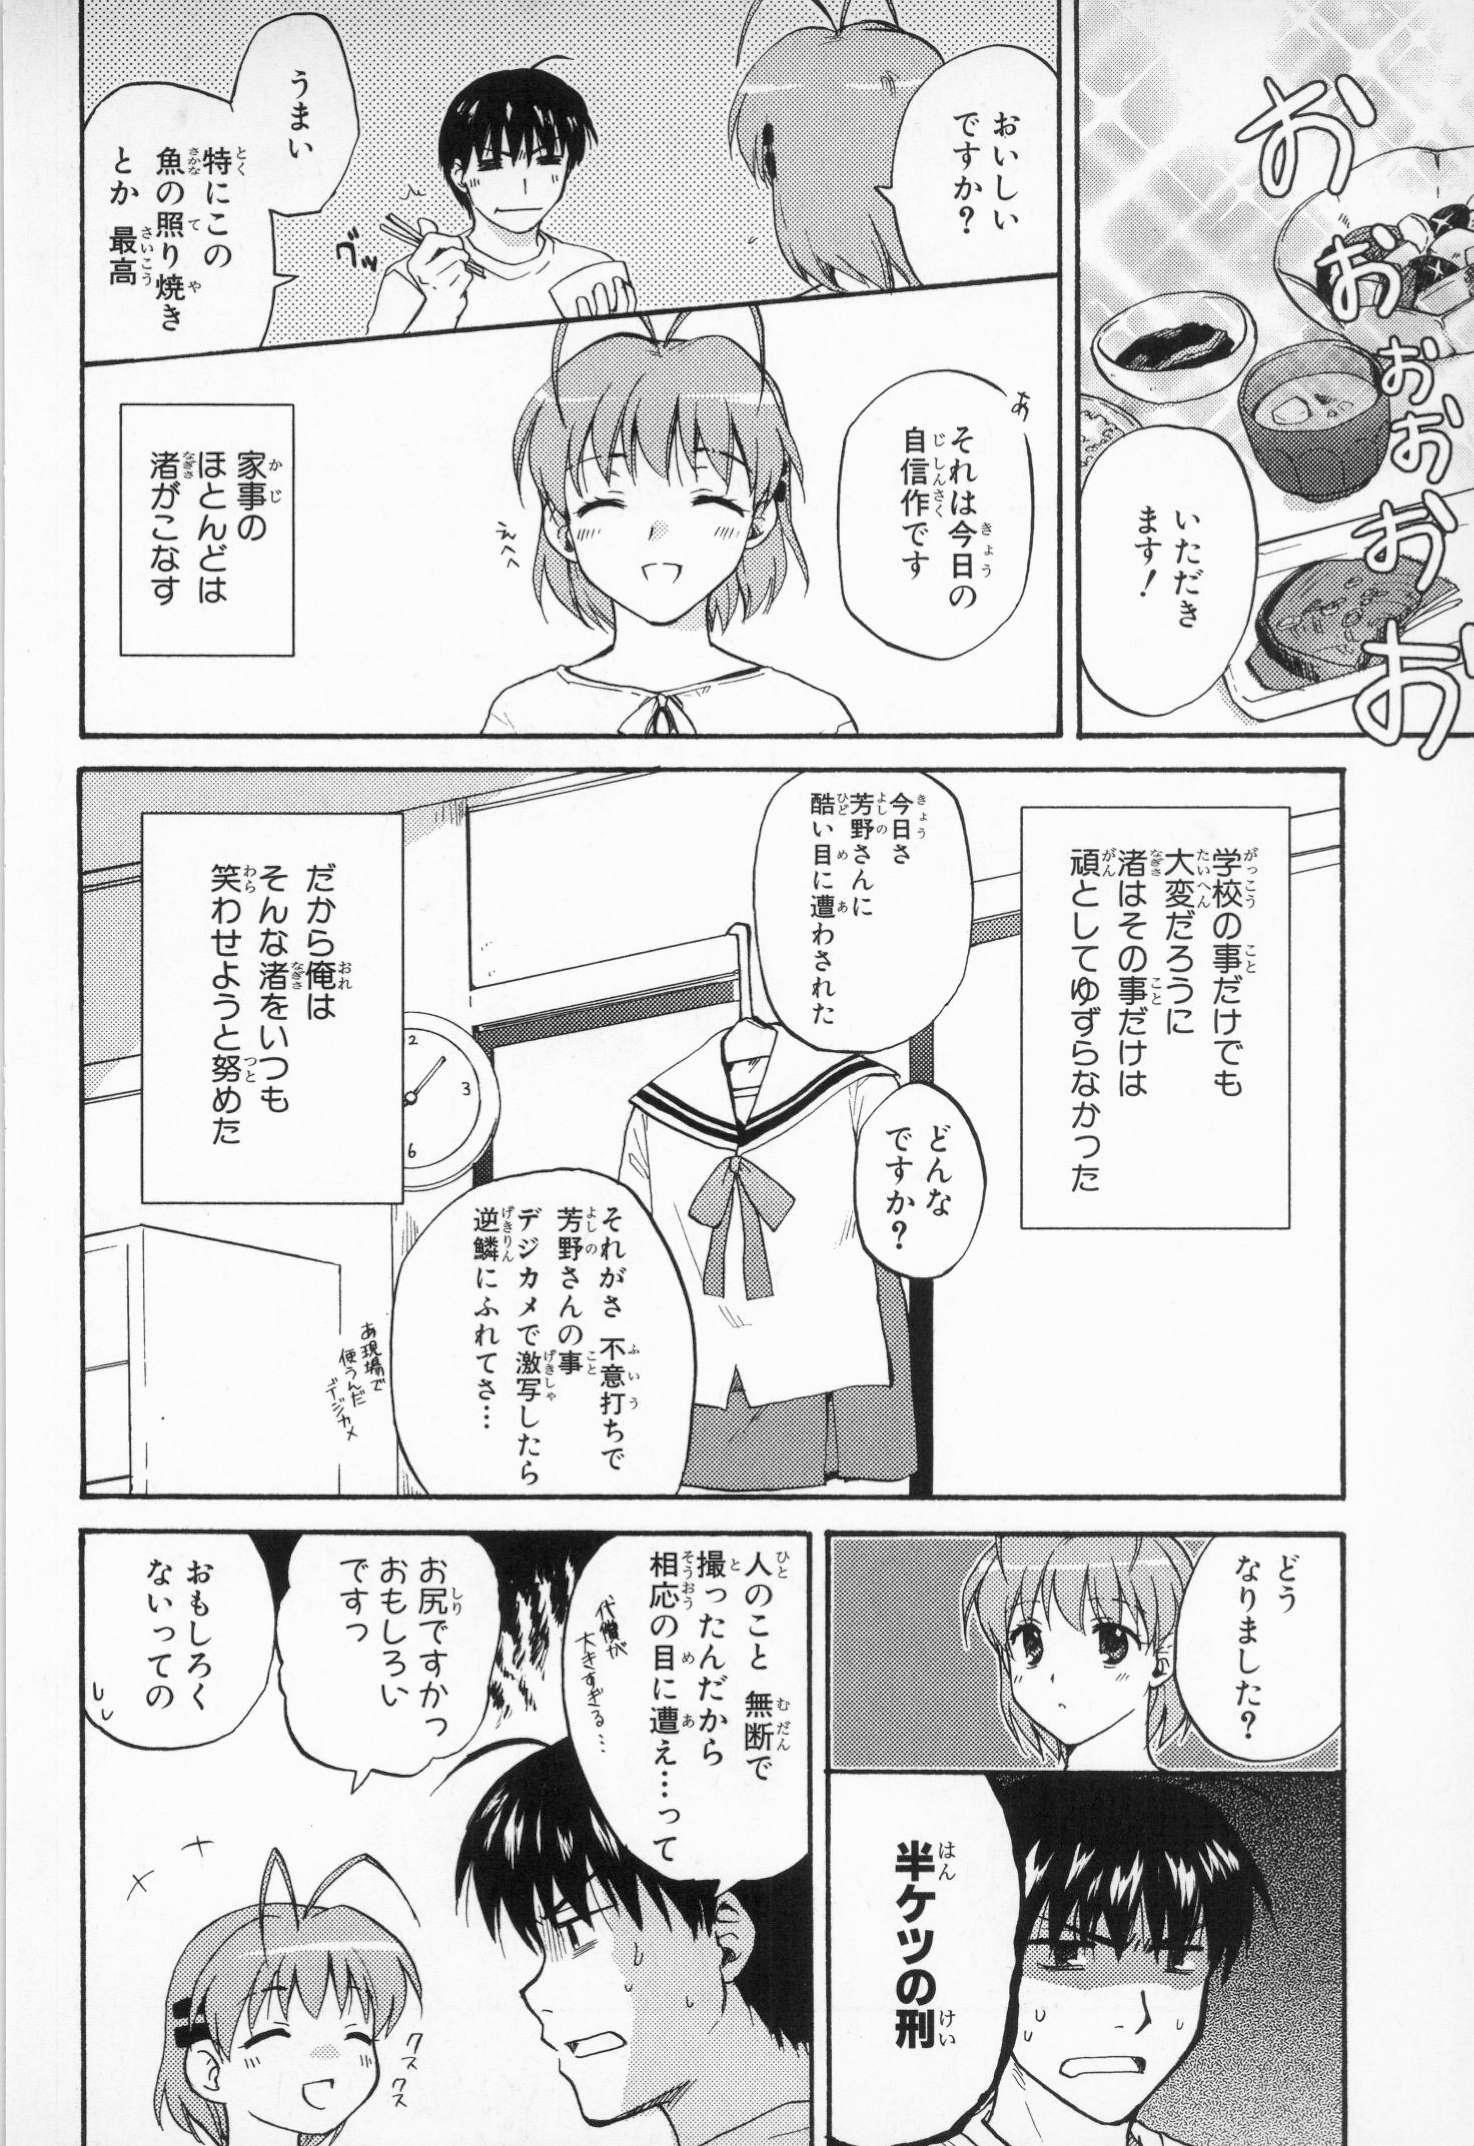 おおおおおお
いただき
ます!
おいしい
ですか?
うまい
特にこの
魚の照り焼き
とか 最高
グッ
あ
それは今日の
自信作です
えへへ
家事の
ほとんどは
渚がこなす
学校の事だけでも
大変だろうに
渚はその事だけは
頑としてゆずらなかった
今日さ
芳野さんに
酷い目に遭わされた
どんな
ですか?
それがさ 不意打ちで
芳野さんの事
デジカメで激写したら
逆鱗にふれてさ…
あ現場で
使うんだ
デジカメ
だから俺は
そんな渚をいつも
笑わせようと努めた
2
3
6
どう
なりました?
半ケツの刑
人のこと 無断で
撮ったんだから
相応の目に遭え…って
代償が
大きすぎる…
お尻ですかっ
おもしろい
ですっ
おもしろく
ないっての
クスクス
クス